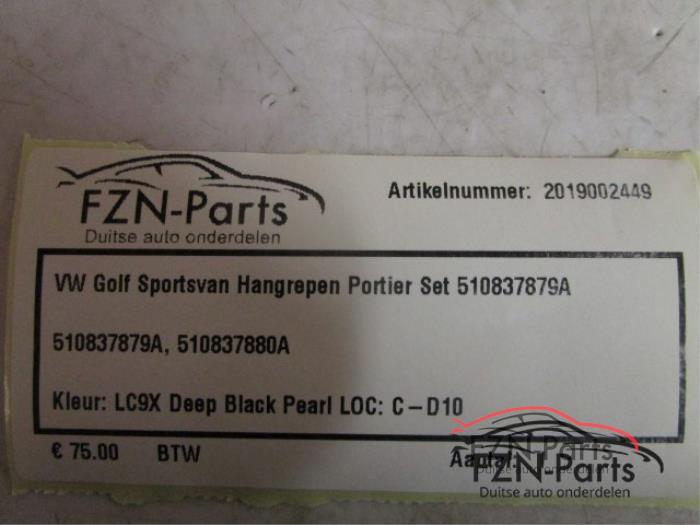 FZN-Parts
Duitse auto onderdelen
Artikelnummer: 2019002449
VW Golf Sportsvan Hangrepen Portier Set 510837879A
510837879A, 510837880A
Kleur: LC9X Deep Black Pearl LOC: C-D10
€ 75.00 BTW Aantal:
FZN-Parts
Duitse auto onderdelen